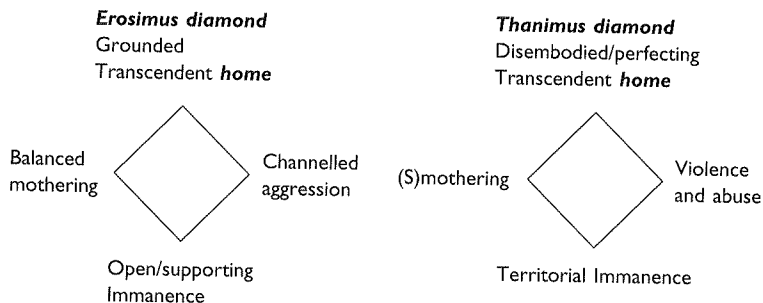 Erosimus diamond
Grounded
Transcendent home
Balanced
mothering
Channelled
aggression
Open/supporting
Immanence
Thanimus diamond
Disembodied/perfecting
Transcendent home
(S)mothering
Violence
and abuse
Territorial Immanence